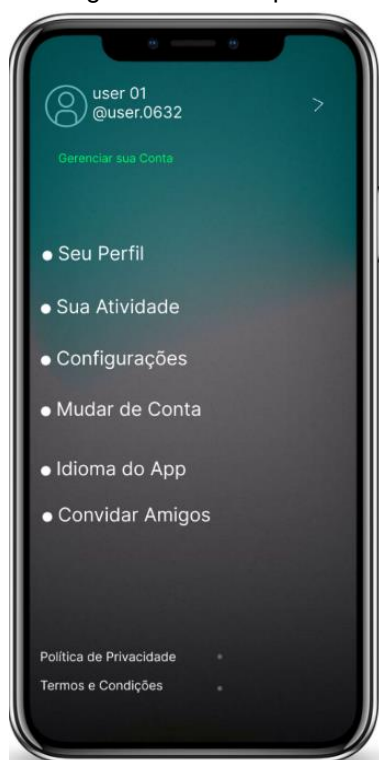 user 01
@user.0632
>
Gerenciar sua Conta
Seu Perfil
Sua Atividade
Configurações
Mudar de Conta
Idioma do App
Convidar Amigos
Política de Privacidade
Termos e Condições